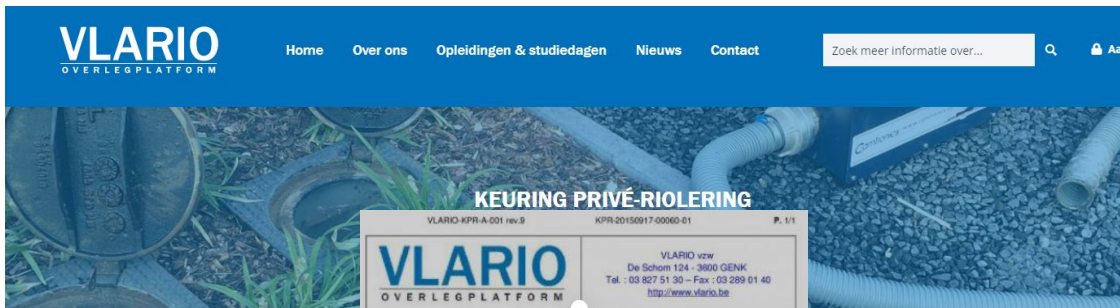 VLARIO
OVERLEGPLATFORM
Home Over ons Opleidingen & studiedagen Nieuws Contact
Zoek meer informatie over...
KEURING PRIVÉ-RIOLERING
VLARIO-KPR-A-001 rev.9 KPR-20150917-00060-01 P. 1/1
VLARIO
OVERLEGPLATFORM
VLARIO vzw
De Schom 124 - 3600 GENK
Tel. : 03 827 51 30 – Fax : 03 289 01 40
http://www.vlario.be